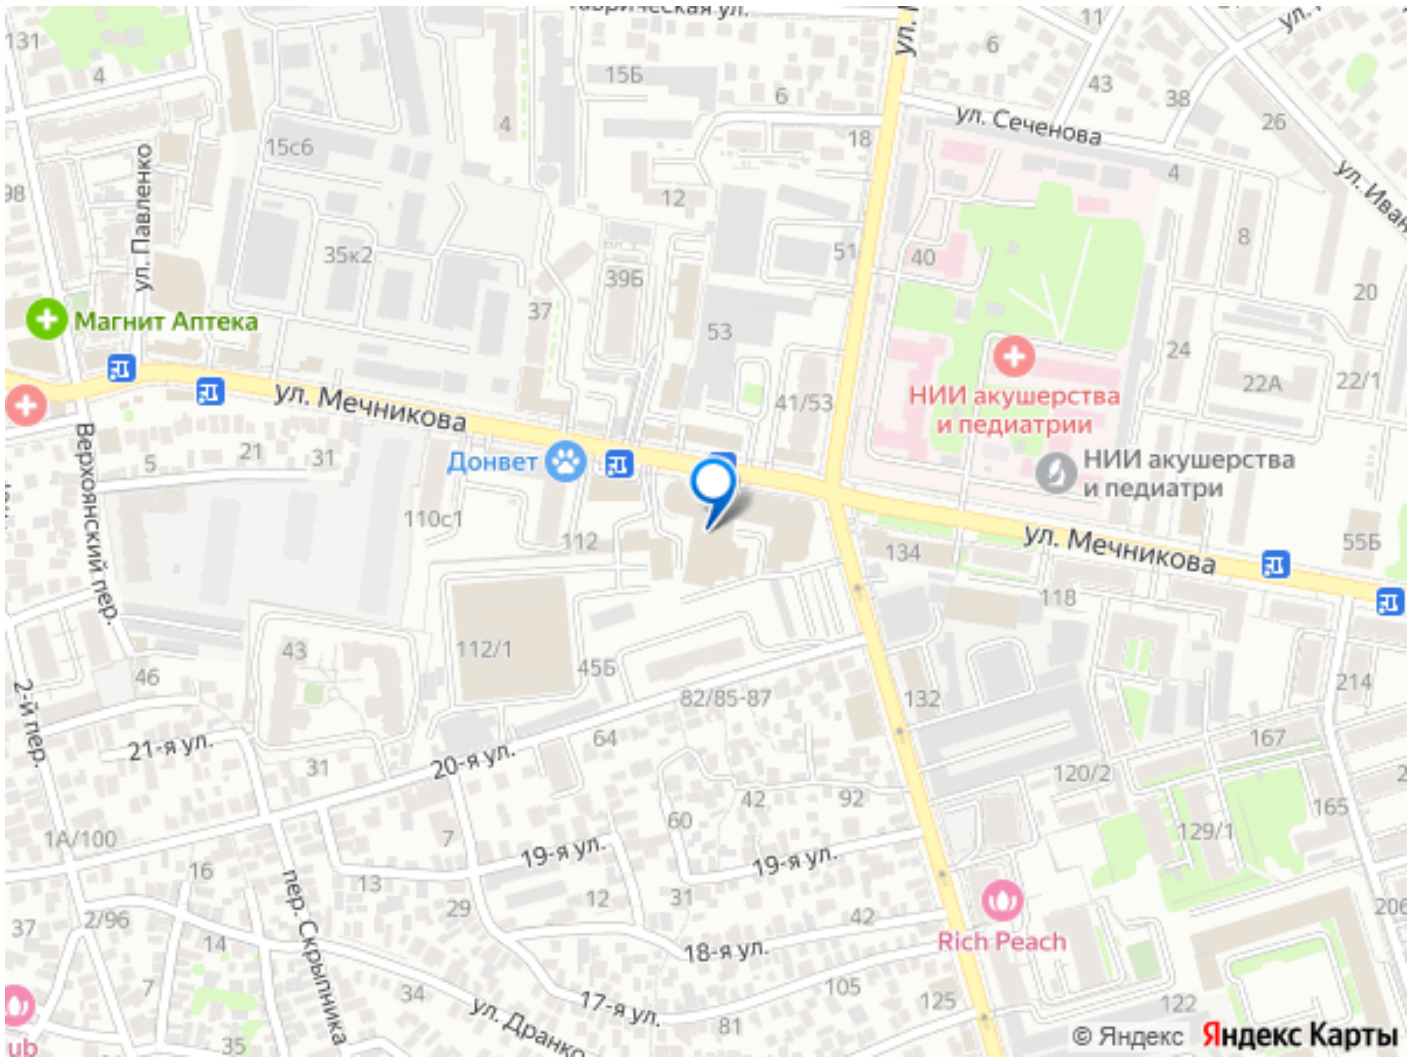 131
4
15Б
6
6
11
43
38
26
ул. Сеченова
18
4
15с6
4
12
98
ул. Павленко
35к2
39Б
51
40
8
20
37
53
Магнит Аптека
24
22А
22/1
НИИ акушерства
и педиатрии
ул. Мечникова
41/53
Верхоянский пер.
5
21
31
Донвет
НИИ акушерства
и педиатри
110с1
112
134
ул. Мечникова
55Б
118
43
112/1
45Б
46
82/85-87
132
214
2-й пер.
21-я ул.
31
20-я ул.
64
167
120/2
42
92
60
165
1А/100
7
19-я ул.
19-я ул.
129/1
16
13
12
31
пер. Скрыпника
29
42
206
37
2/96
14
18-я ул.
Rich Peach
7
34
ул. Дранко
17-я ул.
105
125
122
81
35
ub
© Яндекс Яндекс Карты